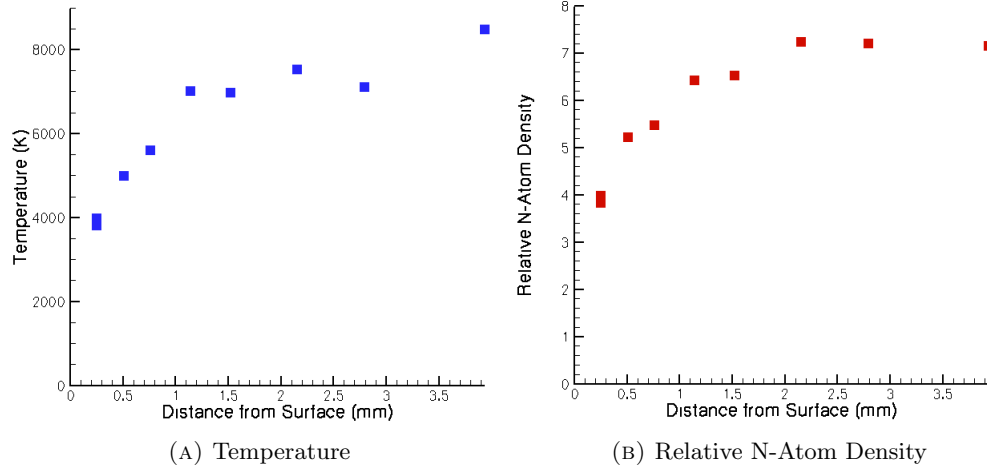 8000
6000
4000
2000
0
0 0.5 1 1.5 2 2.5 3 3.5
Temperature (K)
Distance from Surface (mm)
(A) Temperature
8
7
6
5
4
3
2
1
0
0 0.5 1 1.5 2 2.5 3 3.5
Relative N-Atom Density
Distance from Surface (mm)
(B) Relative N-Atom Density